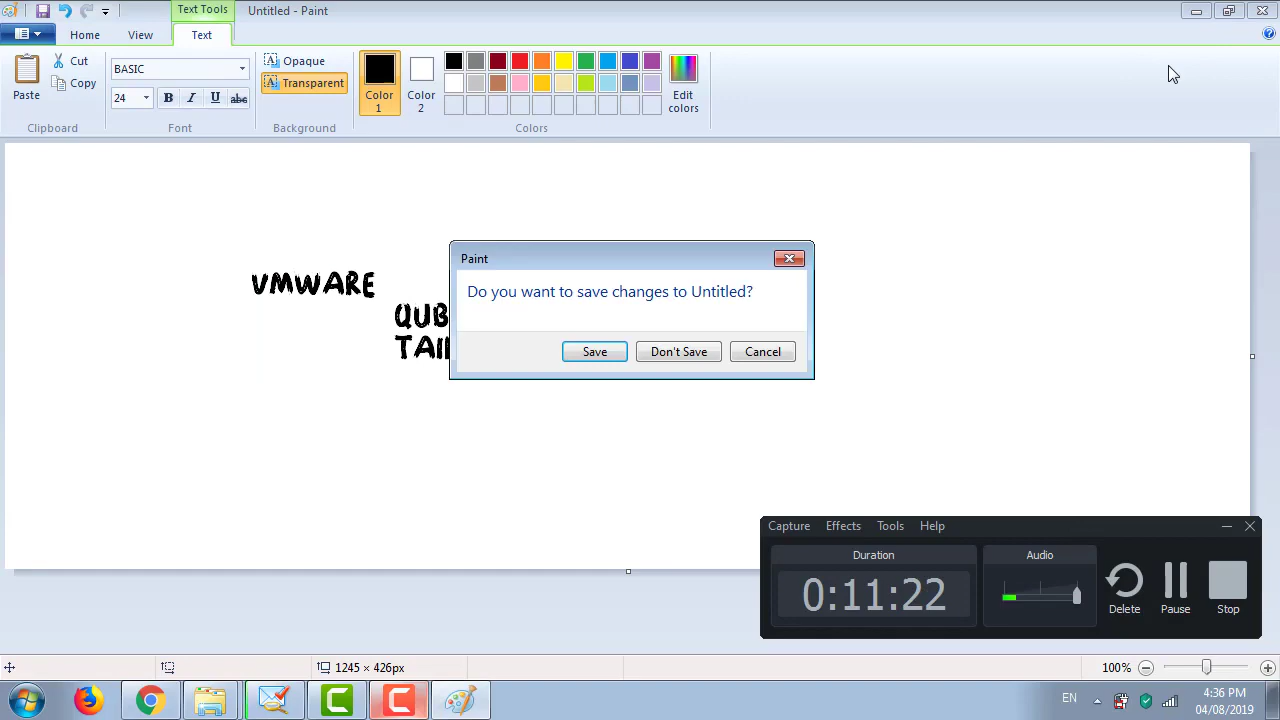 Text Tools
Untitled - Paint
Home
View
Text
Paste
Cut
Copy
Clipboard
BASIC
24
B I U abc
Font
Opaque
Transparent
Background
Color 1
Color 2
Edit colors
Colors
VMWARE
QUB
TAI
Paint
Do you want to save changes to Untitled?
Save
Don't Save
Cancel
Capture
Effects
Tools
Help
Duration
0:11:22
Audio
Delete
Pause
Stop
1245 × 426px
100%
EN
4:36 PM
04/08/2019